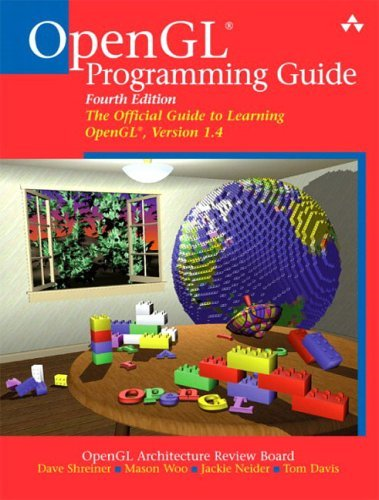 OpenGL®
Programming Guide
Fourth Edition
The Official Guide to Learning
OpenGL®, Version 1.4
OpenGL
OpenGL Architecture Review Board
Dave Shreiner ■ Mason Woo ■ Jackie Neider ■ Tom Davis